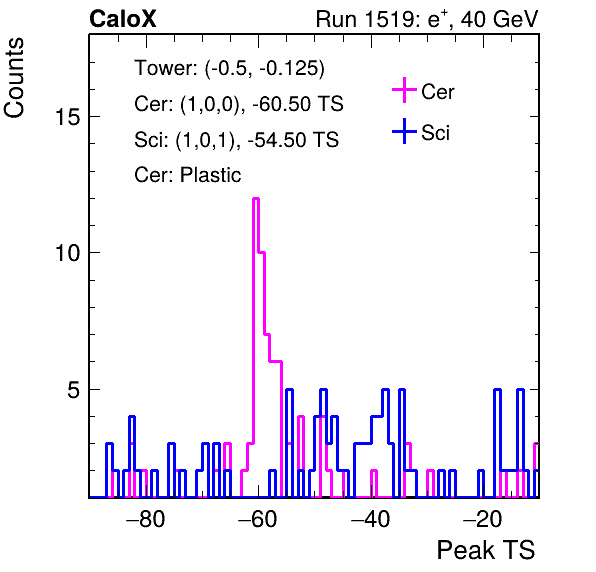 CaloX Run 1519: e⁺, 40 GeV
Counts
Tower: (-0.5, -0.125)
Cer: (1,0,0), -60.50 TS
Sci: (1,0,1), -54.50 TS
Cer: Plastic
Cer
Sci
15
10
5
−80 −60 −40 −20
Peak TS